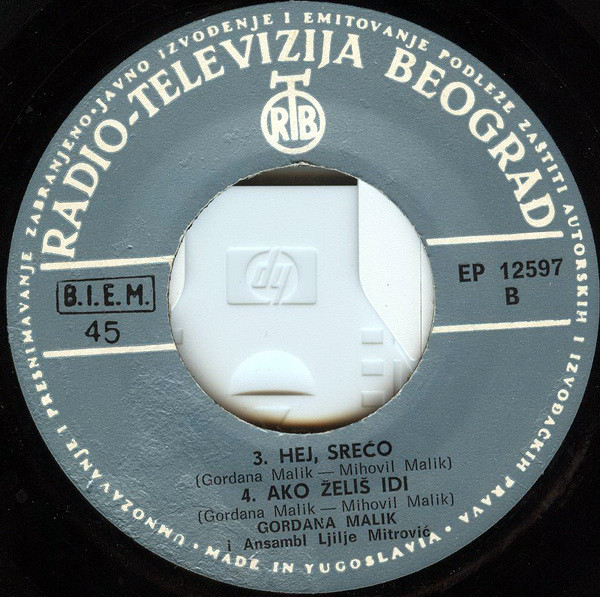 UMNOŽAVANJE I PRESNIMAVANJE ZABRANJENO·JAVNO IZVOĐENJE I EMITOVANJE PODLEŽE ZAŠTITI AUTORSKIH I IZVOĐAČKIH PRAVA ·
RADIO-TELEVIZIJA BEOGRAD
RTB
B.I.E.M.
45
EP 12597
B
hp
3. HEJ, SREĆO
(Gordana Malik — Mihovil Malik)
4. AKO ŽELIŠ IDI
(Gordana Malik — Mihovil Malik)
GORDANA MALIK
i Ansambl Ljilje Mitrović
· MADE IN YUGOSLAVIA ·